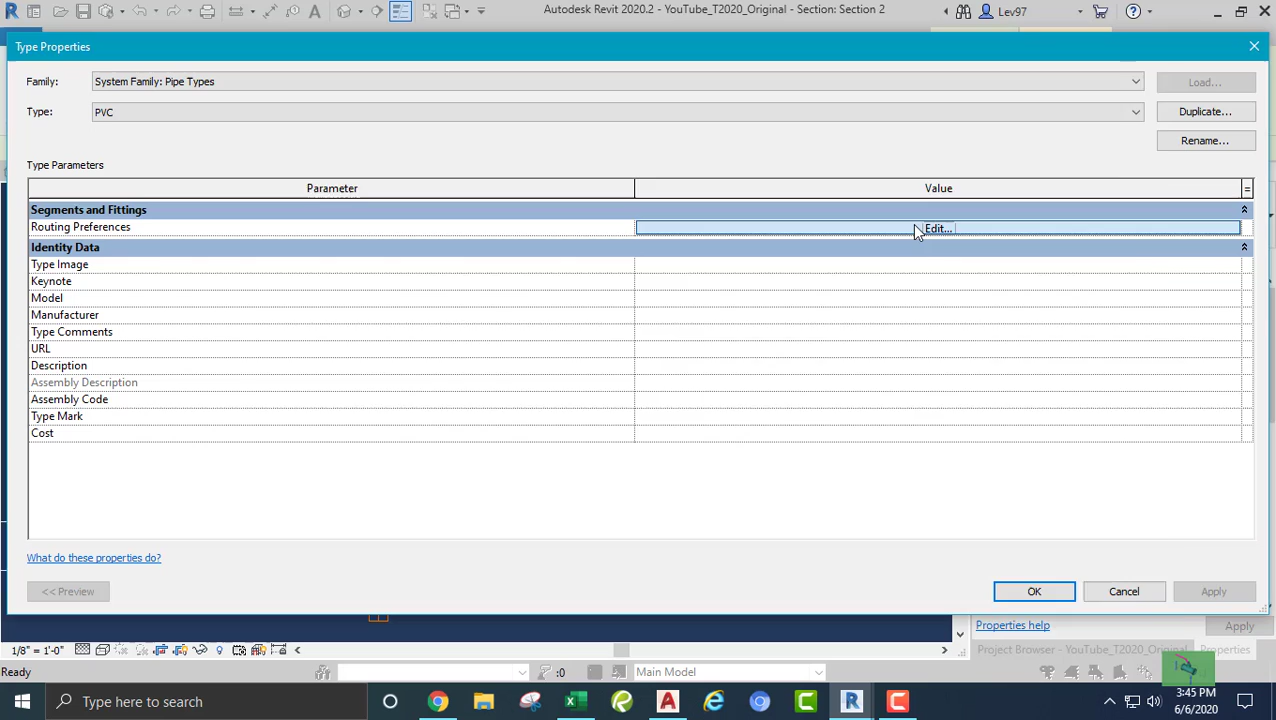 Autodesk Revit 2020.2 - YouTube_T2020_Original - Section: Section 2
Lev97
Type Properties
Family:
System Family: Pipe Types
Load...
Type:
PVC
Duplicate...
Rename...
Type Parameters
Parameter
Value
=
Segments and Fittings
Routing Preferences
Edit...
Identity Data
Type Image
Keynote
Model
Manufacturer
Type Comments
URL
Description
Assembly Description
Assembly Code
Type Mark
Cost
What do these properties do?
<< Preview
OK
Cancel
Apply
Properties help
Apply
1/8" = 1'-0"
Project Browser - YouTube_T2020_Original
Properties
Ready
:0
Main Model
Type here to search
3:45 PM
6/6/2020